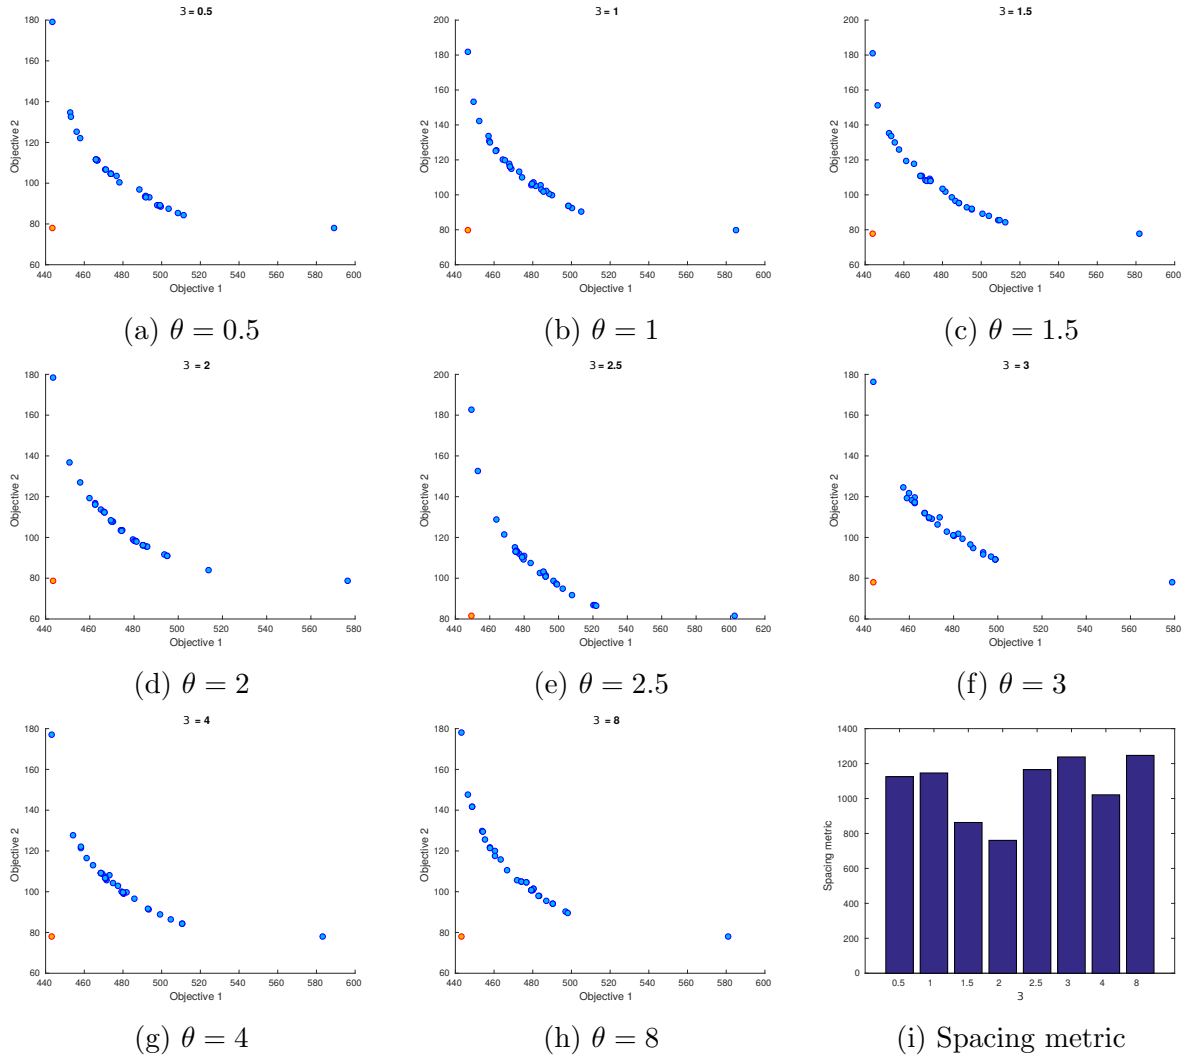 3 = 0.5
180
160
140
120
100
80
60
Objective 2
440 460 480 500 520 540 560 580 600
Objective 1
(a) θ = 0.5
3 = 1
200
180
160
140
120
100
80
60
Objective 2
440 460 480 500 520 540 560 580 600
Objective 1
(b) θ = 1
3 = 1.5
200
180
160
140
120
100
80
60
Objective 2
440 460 480 500 520 540 560 580 600
Objective 1
(c) θ = 1.5
3 = 2
180
160
140
120
100
80
60
Objective 2
440 460 480 500 520 540 560 580
Objective 1
(d) θ = 2
3 = 2.5
200
180
160
140
120
100
80
Objective 2
440 460 480 500 520 540 560 580 600 620
Objective 1
(e) θ = 2.5
3 = 3
180
160
140
120
100
80
60
Objective 2
440 460 480 500 520 540 560 580
Objective 1
(f) θ = 3
3 = 4
180
160
140
120
100
80
60
Objective 2
440 460 480 500 520 540 560 580 600
Objective 1
(g) θ = 4
3 = 8
180
160
140
120
100
80
60
Objective 2
440 460 480 500 520 540 560 580 600
Objective 1
(h) θ = 8
1400
1200
1000
800
600
400
200
0
Spacing metric
0.5 1 1.5 2 2.5 3 4 8
3
(i) Spacing metric